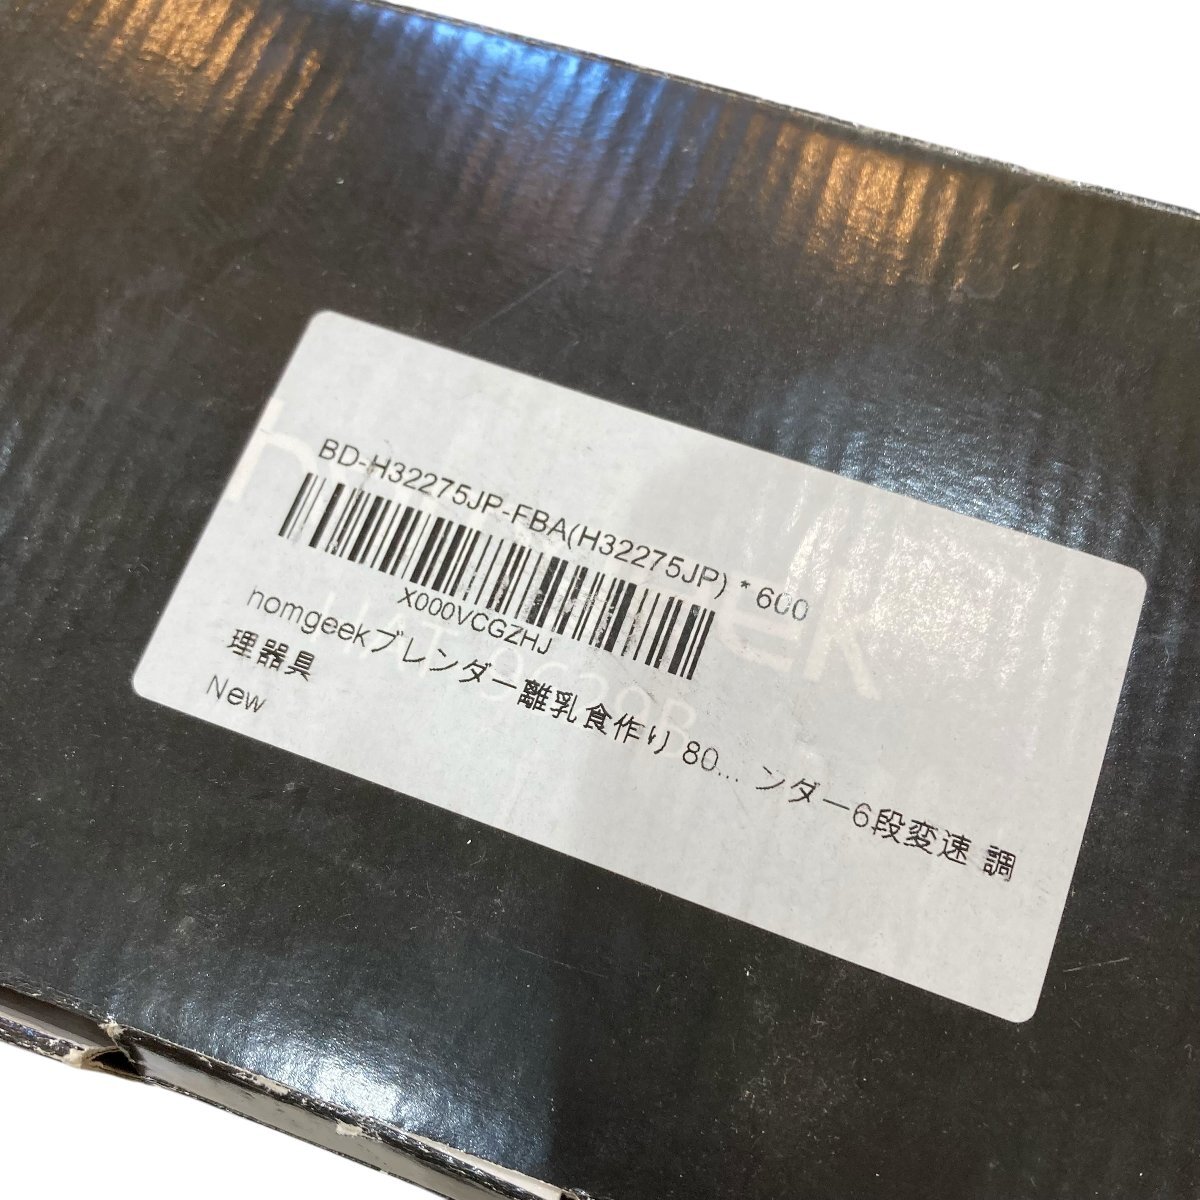 BD-H32275JP-FBA(H32275JP) * 600
X000VCGZHJ
homgeekブレンダー離乳食作り 80... ンダー6段変速 調
理器具
New